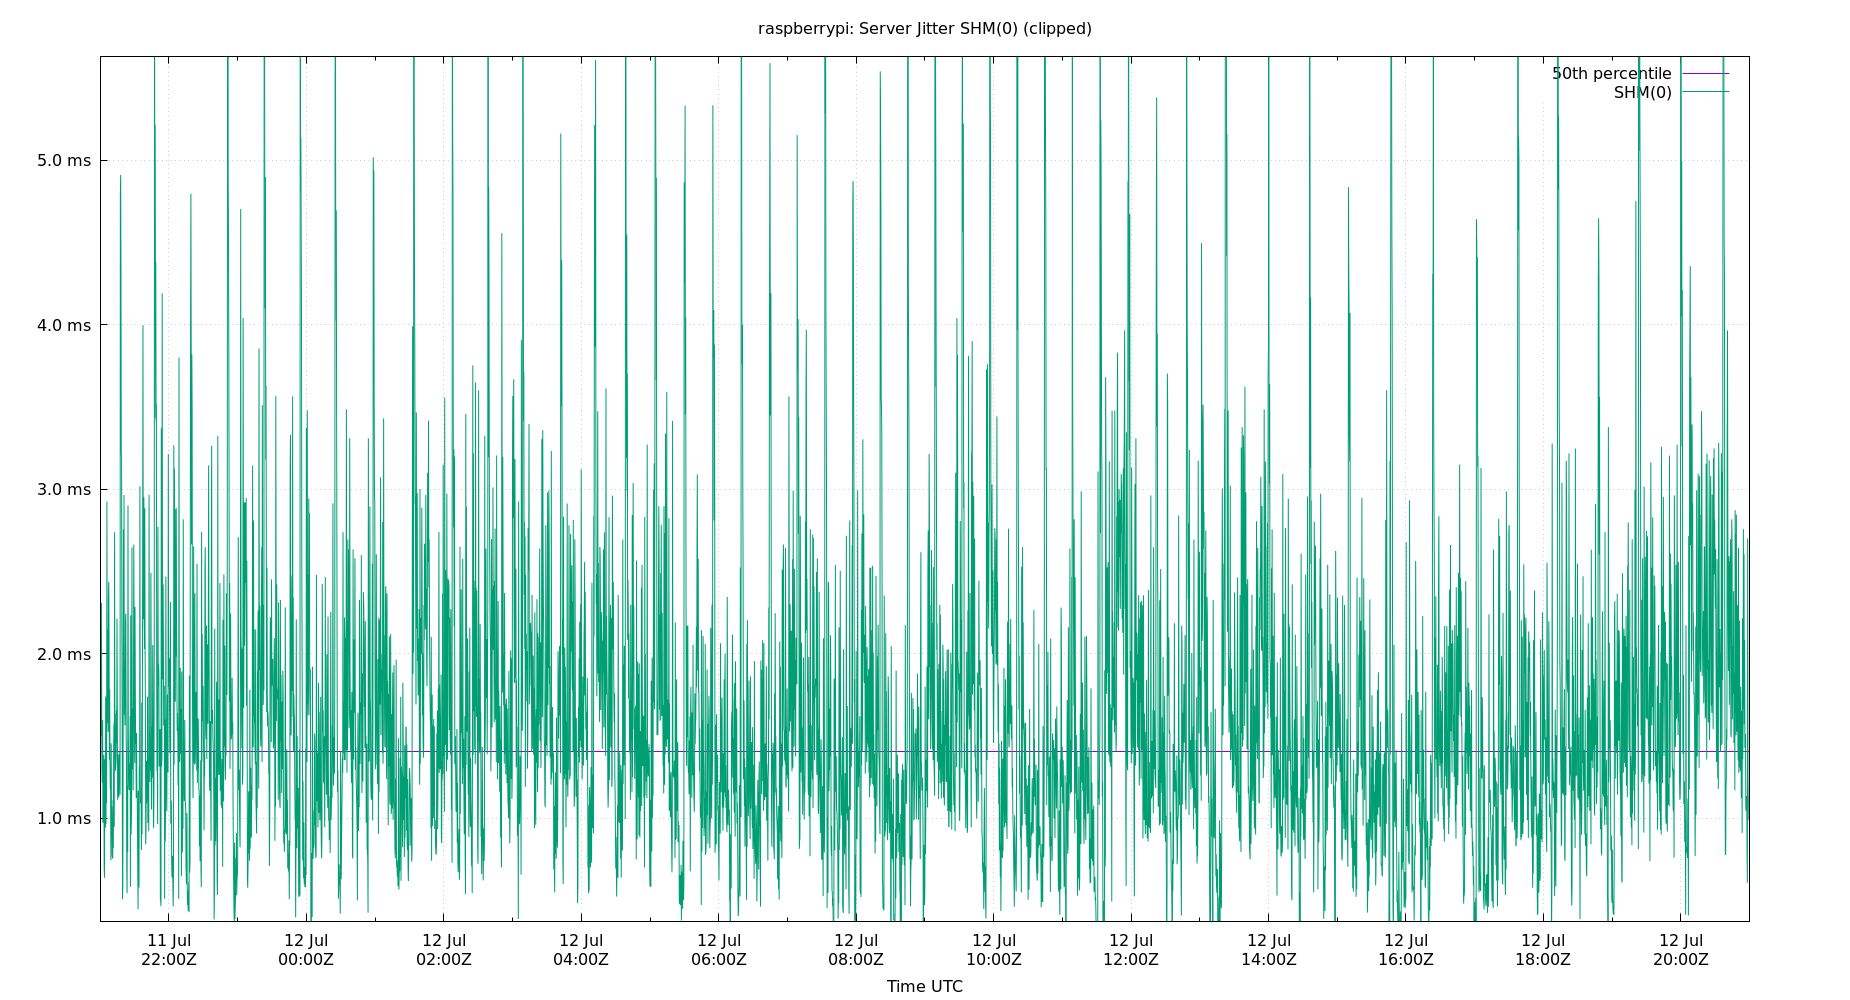 raspberrypi: Server Jitter SHM(0) (clipped)
50th percentile
SHM(0)
5.0 ms
4.0 ms
3.0 ms
2.0 ms
1.0 ms
11 Jul 12 Jul 12 Jul 12 Jul 12 Jul 12 Jul 12 Jul 12 Jul 12 Jul 12 Jul 12 Jul 12 Jul
22:00Z 00:00Z 02:00Z 04:00Z 06:00Z 08:00Z 10:00Z 12:00Z 14:00Z 16:00Z 18:00Z 20:00Z
Time UTC